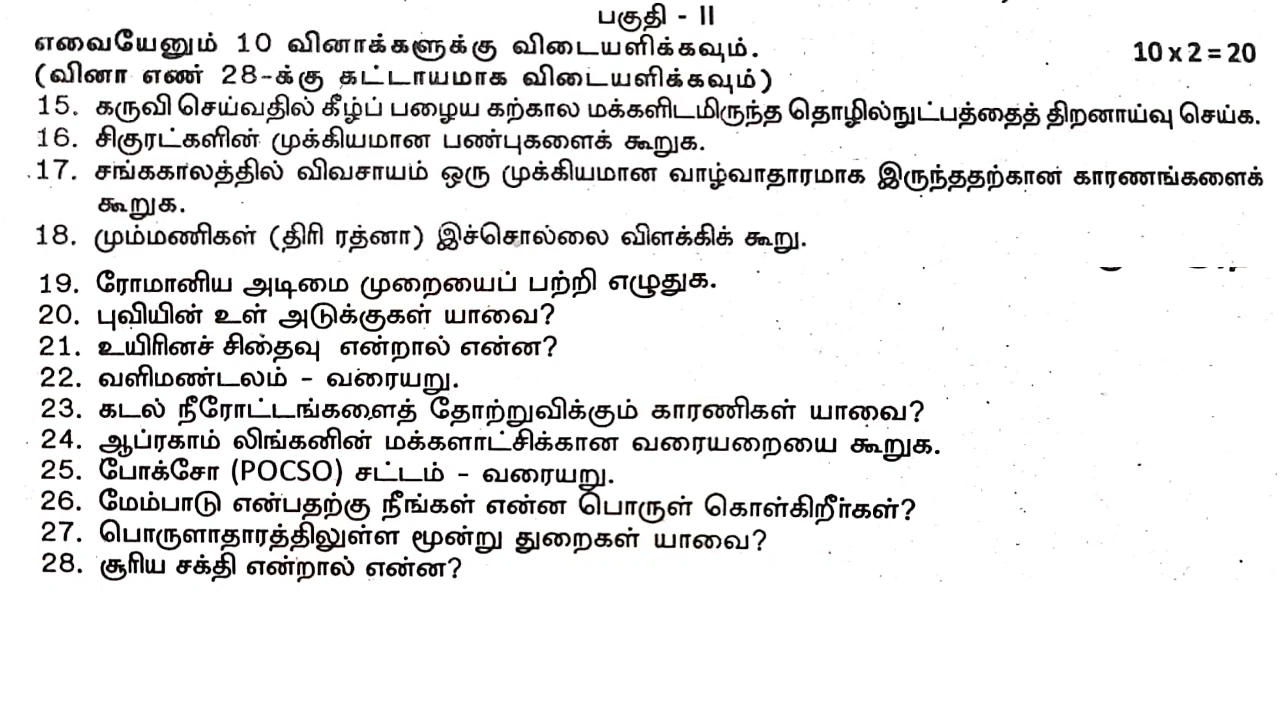 பகுதி - II
எவையேனும் 10 வினாக்களுக்கு விடையளிக்கவும்.
10 x 2 = 20
(வினா எண் 28-க்கு கட்டாயமாக விடையளிக்கவும்)
15. கருவி செய்வதில் கீழ்ப் பழைய கற்கால மக்களிடமிருந்த தொழில்நுட்பத்தைத் திறனாய்வு செய்க.
16. சிகுரட்களின் முக்கியமான பண்புகளைக் கூறுக.
17. சங்ககாலத்தில் விவசாயம் ஒரு முக்கியமான வாழ்வாதாரமாக இருந்ததற்கான காரணங்களைக்
கூறுக.
18. மும்மணிகள் (திரி ரத்னா) இச்சொல்லை விளக்கிக் கூறு.
19. ரோமானிய அடிமை முறையைப் பற்றி எழுதுக.
20. புவியின் உள் அடுக்குகள் யாவை?
21. உயிரினச் சிதைவு என்றால் என்ன?
22. வளிமண்டலம் - வரையறு.
23. கடல் நீரோட்டங்களைத் தோற்றுவிக்கும் காரணிகள் யாவை?
24. ஆப்ரகாம் லிங்கனின் மக்களாட்சிக்கான வரையறையை கூறுக.
25. போக்சோ (POCSO) சட்டம் - வரையறு.
26. மேம்பாடு என்பதற்கு நீங்கள் என்ன பொருள் கொள்கிறீர்கள்?
27. பொருளாதாரத்திலுள்ள மூன்று துறைகள் யாவை?
28. சூரிய சக்தி என்றால் என்ன?